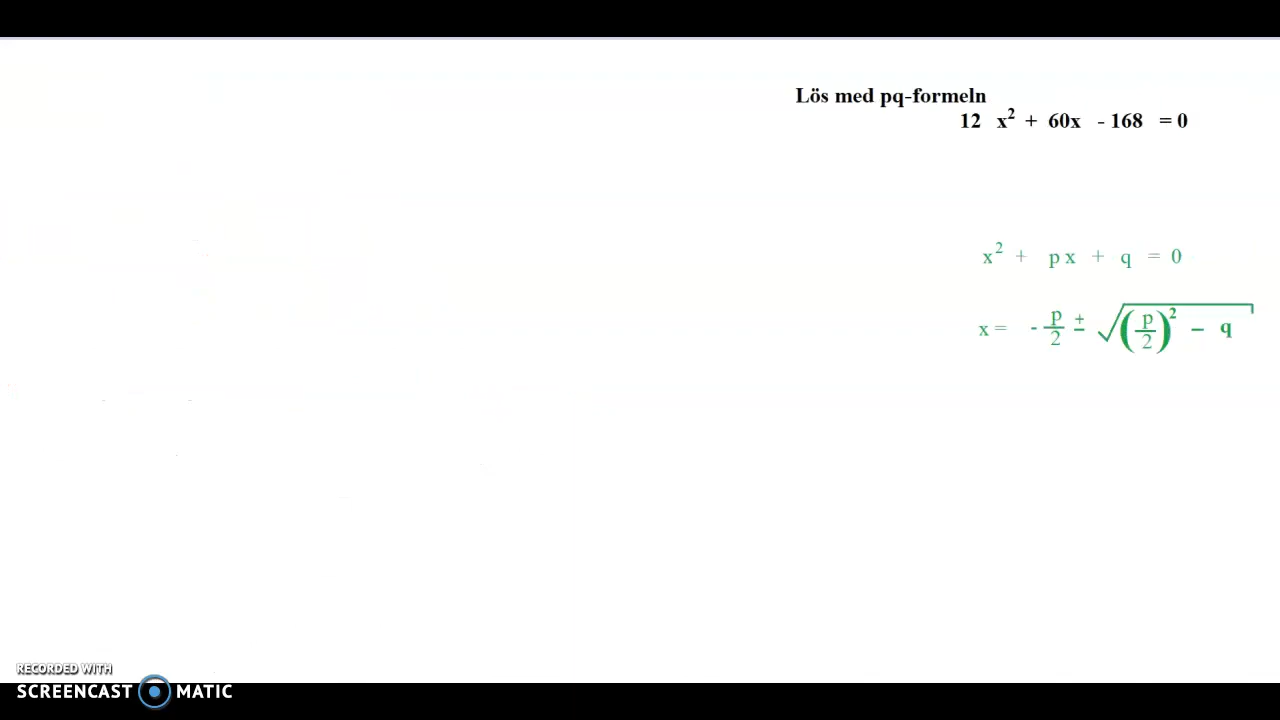 Lös med pq-formeln
12 x² + 60x - 168 = 0
x² + px + q = 0
x = - p/2 ± √(p/2)² - q
RECORDED WITH
SCREENCAST MATIC